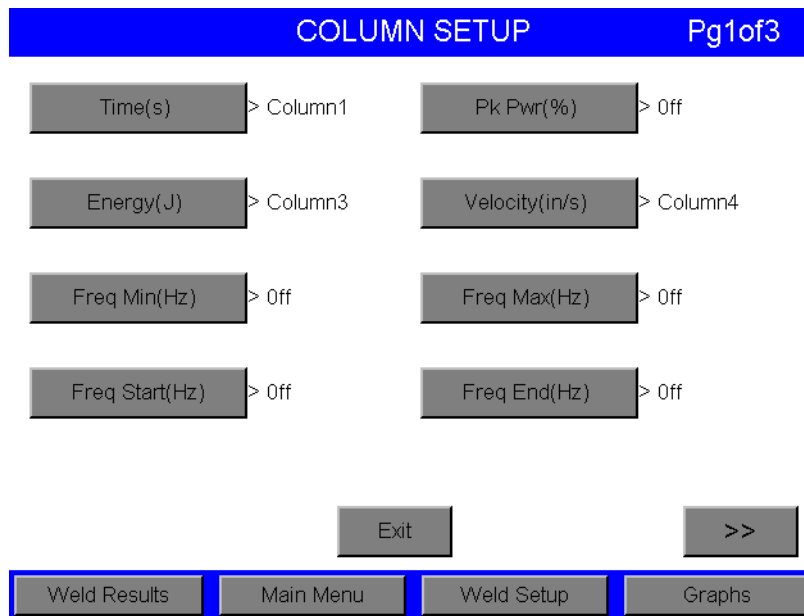 COLUMN SETUP Pg1of3
Time(s) > Column1 Pk Pwr(%) > Off
Energy(J) > Column3 Velocity(in/s) > Column4
Freq Min(Hz) > Off Freq Max(Hz) > Off
Freq Start(Hz) > Off Freq End(Hz) > Off
Exit >>
Weld Results Main Menu Weld Setup Graphs